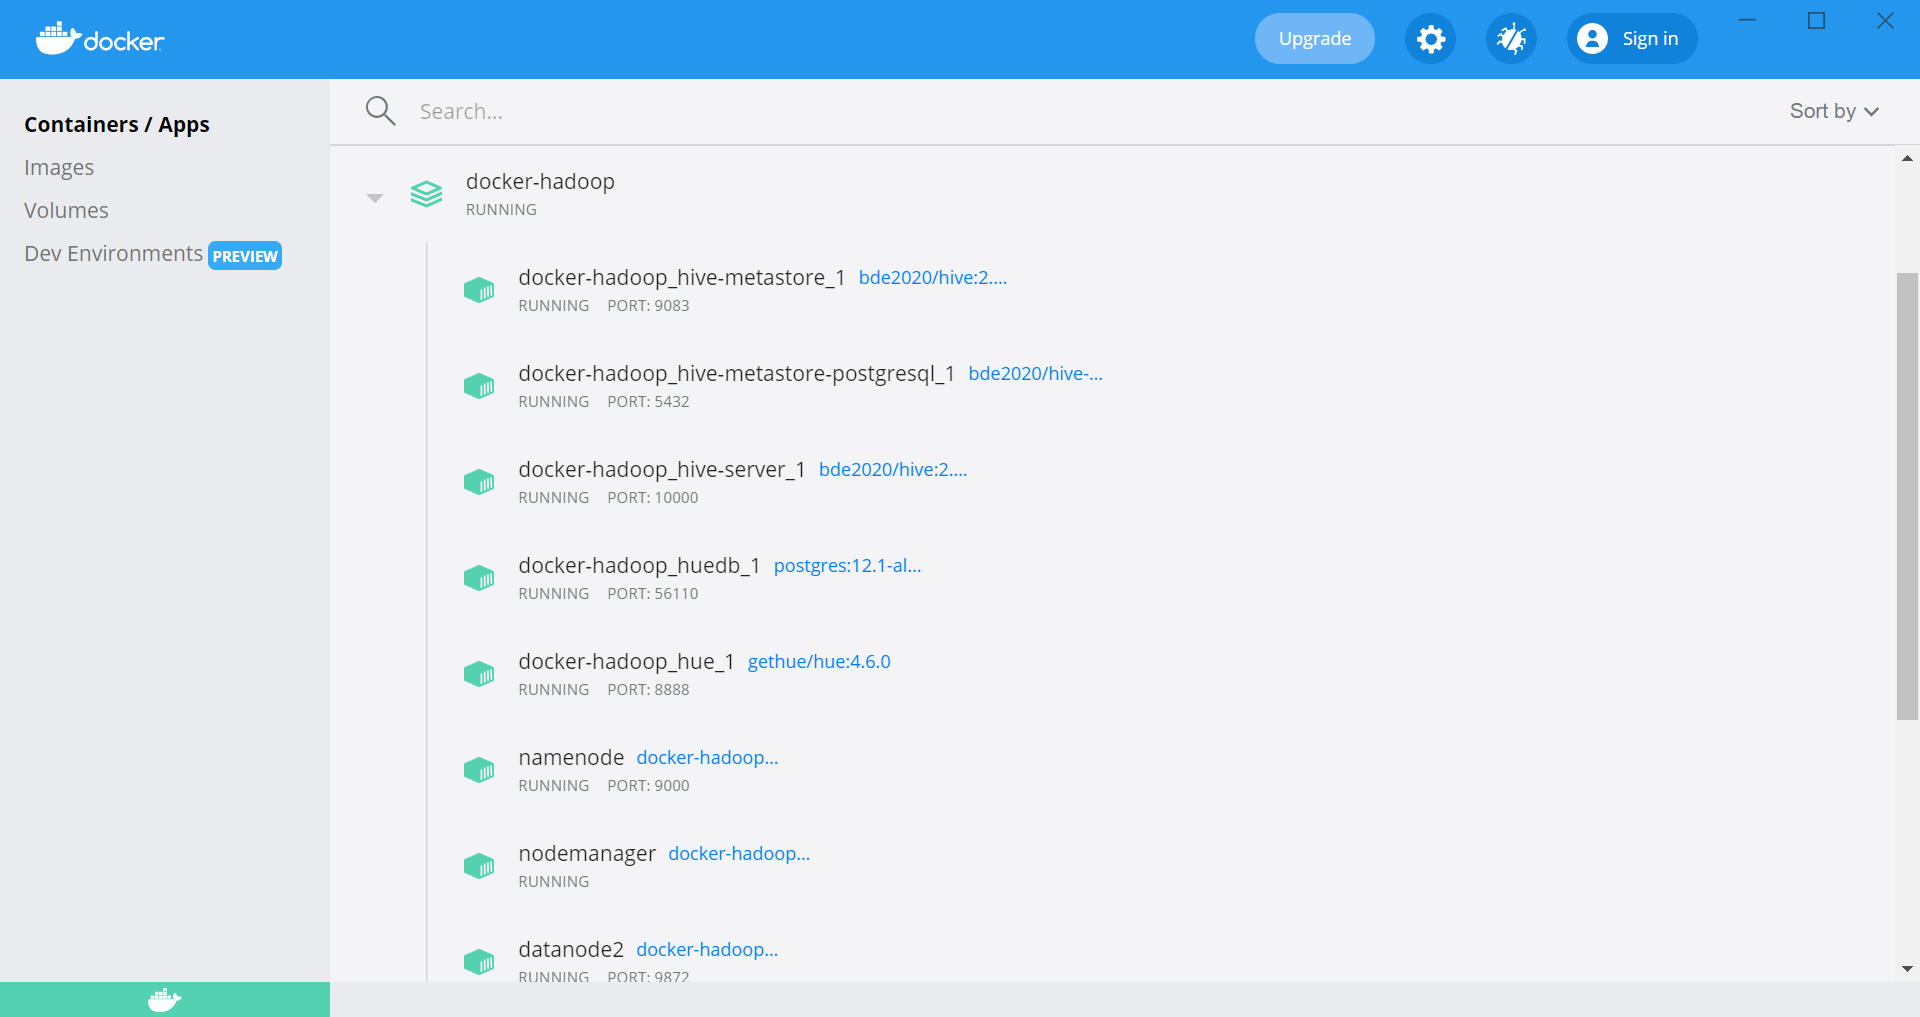 docker
Upgrade
Sign in
Containers / Apps
Images
Volumes
Dev Environments PREVIEW
Search...
Sort by
docker-hadoop
RUNNING
docker-hadoop_hive-metastore_1 bde2020/hive:2....
RUNNING PORT: 9083
docker-hadoop_hive-metastore-postgresql_1 bde2020/hive-...
RUNNING PORT: 5432
docker-hadoop_hive-server_1 bde2020/hive:2....
RUNNING PORT: 10000
docker-hadoop_huedb_1 postgres:12.1-al...
RUNNING PORT: 56110
docker-hadoop_hue_1 gethue/hue:4.6.0
RUNNING PORT: 8888
namenode docker-hadoop...
RUNNING PORT: 9000
nodemanager docker-hadoop...
RUNNING
datanode2 docker-hadoop...
RUNNING PORT: 9872